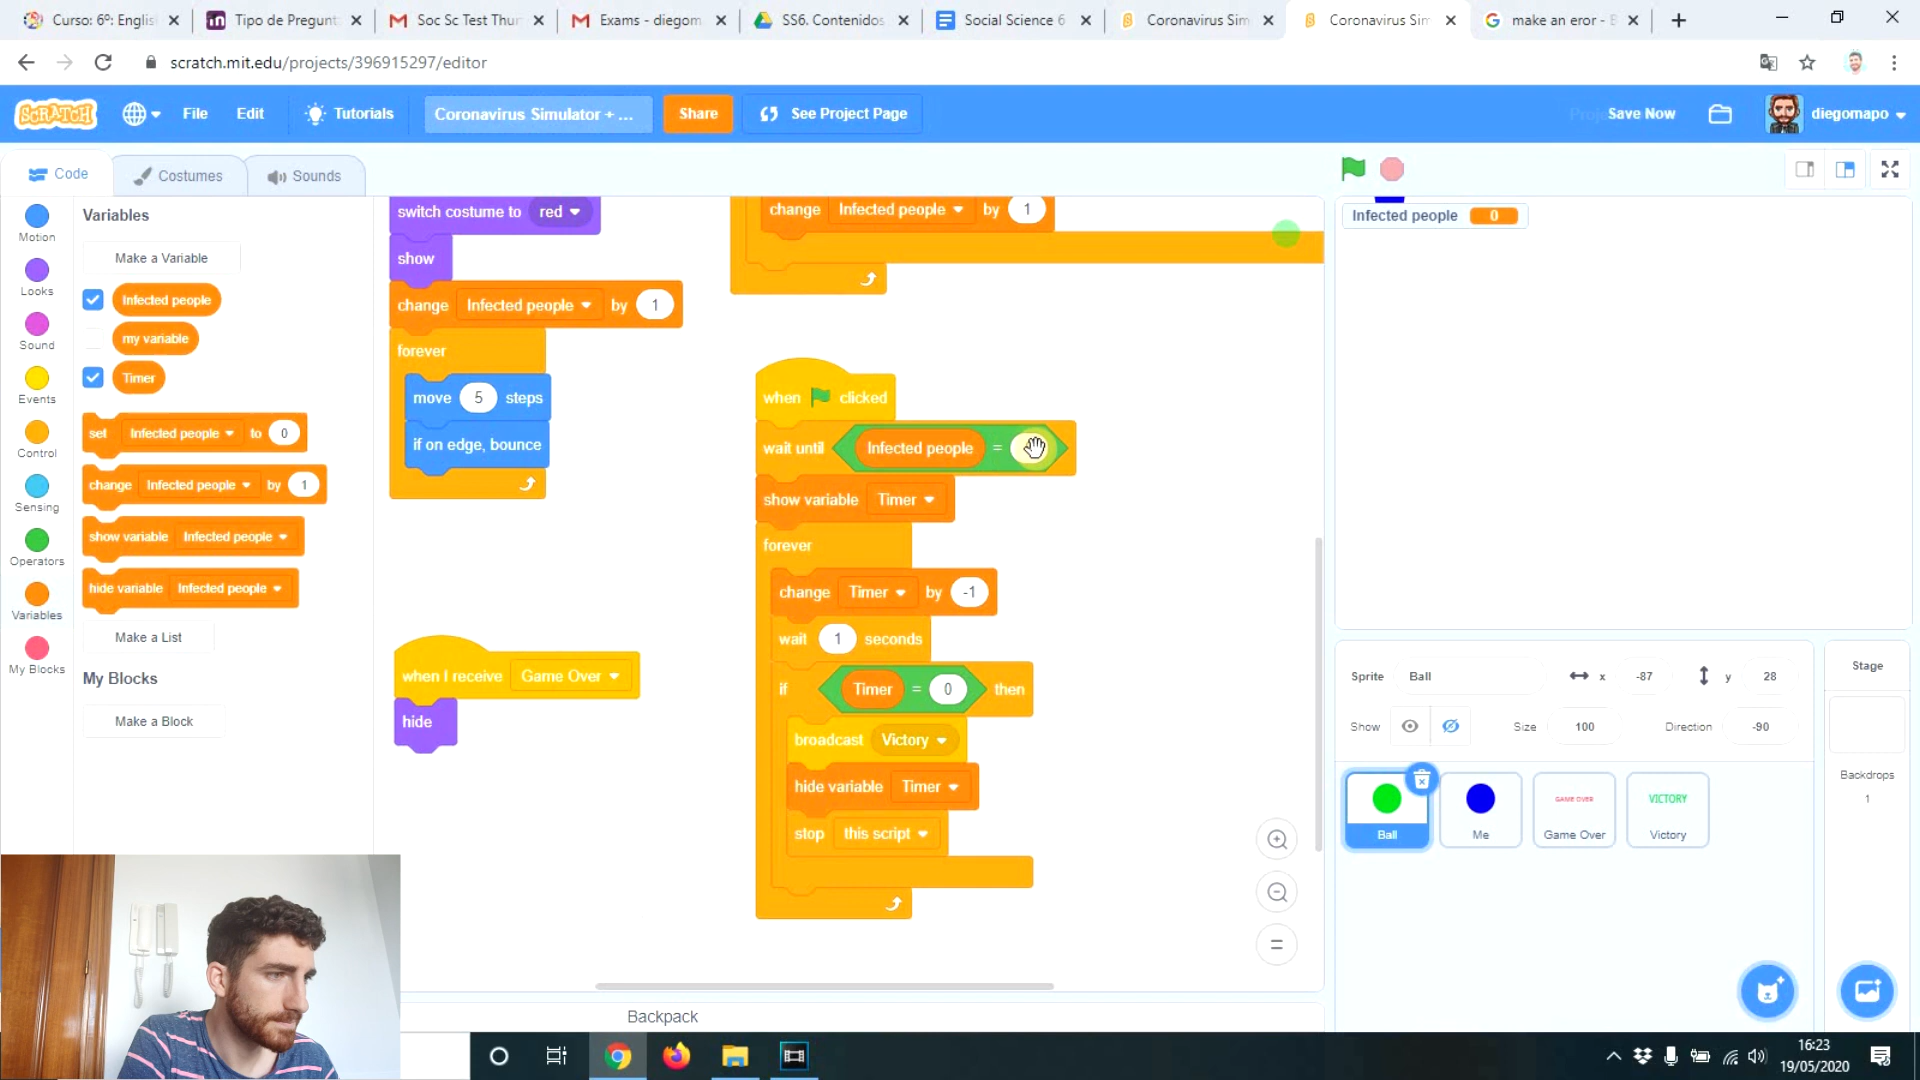 Curso: 6º: Englis
Tipo de Pregunt
Soc Sc Test Thur
Exams - diegom
SS6. Contenidos
Social Science 6
Coronavirus Sim
Coronavirus Sim
make an eror - B
scratch.mit.edu/projects/396915297/editor
SCRATCH
File
Edit
Tutorials
Coronavirus Simulator + ...
Share
See Project Page
Save Now
diegomapo
Code
Costumes
Sounds
Motion
Looks
Sound
Events
Control
Sensing
Operators
Variables
My Blocks
Variables
Make a Variable
Infected people
my variable
Timer
set Infected people to 0
change Infected people by 1
show variable Infected people
hide variable Infected people
Make a List
My Blocks
Make a Block
switch costume to red
show
change Infected people by 1
forever
move 5 steps
if on edge, bounce
when I receive Game Over
hide
change Infected people by 1
when clicked
wait until Infected people =
show variable Timer
forever
change Timer by -1
wait 1 seconds
if Timer = 0 then
broadcast Victory
hide variable Timer
stop this script
Backpack
Infected people 0
Sprite Ball x -87 y 28
Show Size 100 Direction -90
GAME OVER
VICTORY
Ball
Me
Game Over
Victory
Stage
Backdrops
1
16:23
19/05/2020